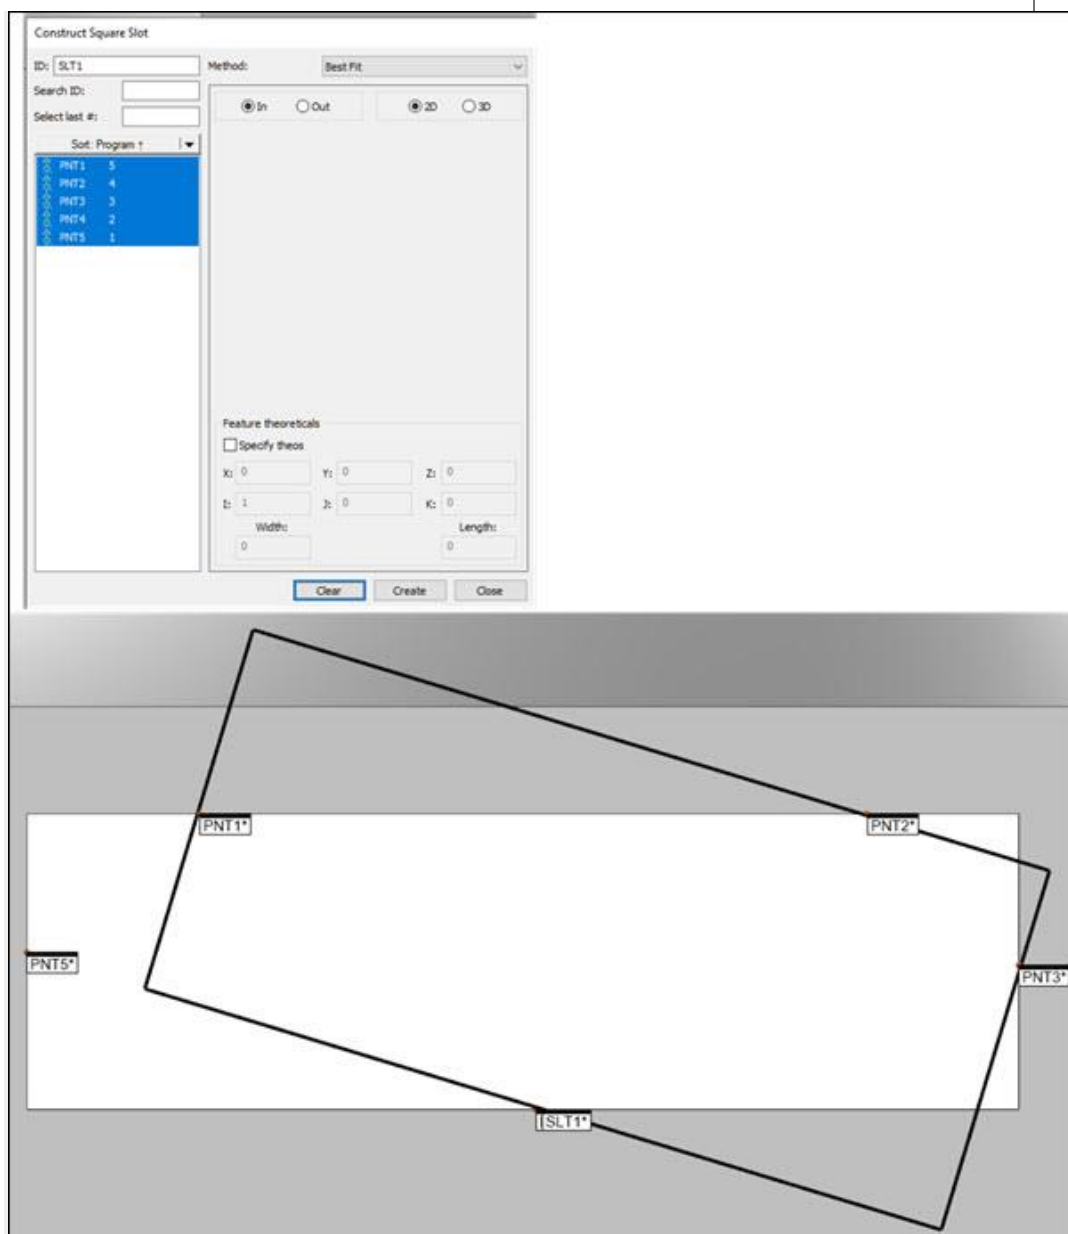 Construct Square Slot
ID: SLT1
Method: Best Fit
Search ID:
Select last #:
In Out 2D 3D
Sort: Program ↑
PNT1 5
PNT2 4
PNT3 3
PNT4 2
PNT5 1
Feature theoreticals
Specify theos
X: 0 Y: 0 Z: 0
I: 1 J: 0 K: 0
Width: Length:
0 0
Clear Create Close
PNT1*
PNT2*
PNT5*
PNT3*
SLT1*